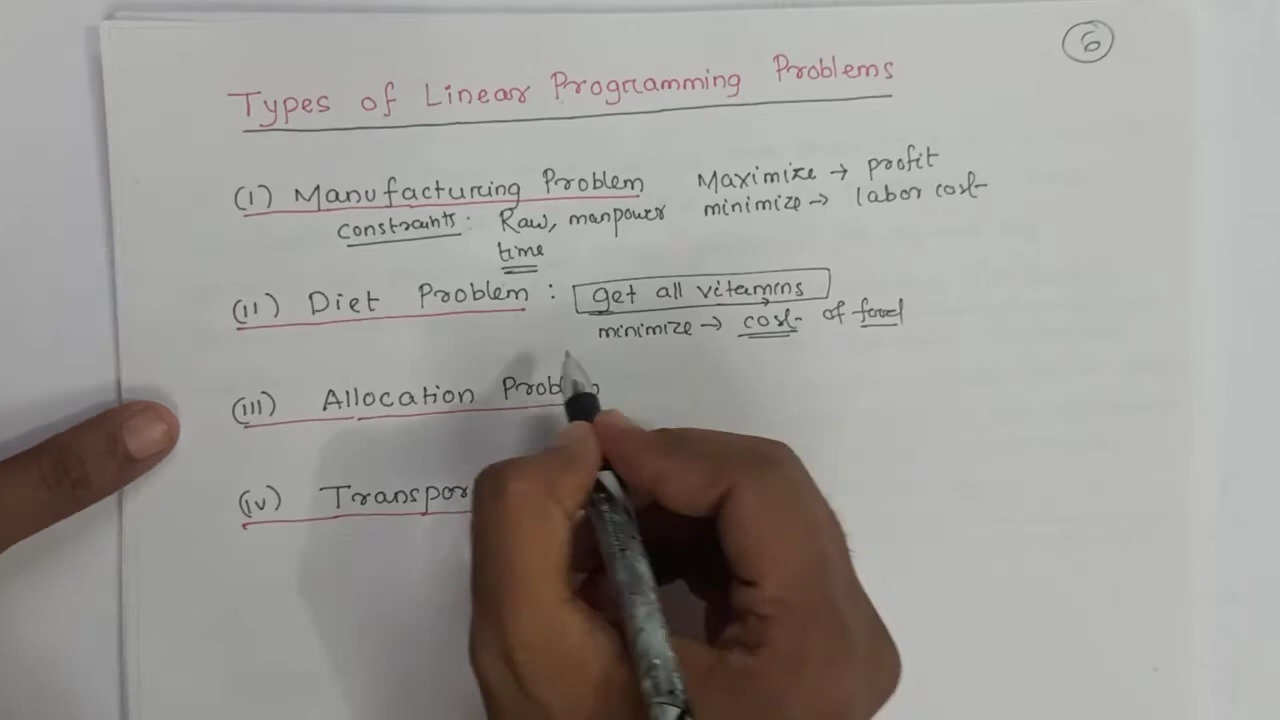 6
Types of Linear Programming Problems
(I) Manufacturing Problem Maximize → profit
constraints: Raw, manpower minimize → labor cost
time
(II) Diet Problem : get all vitamins
minimize → cost of food
(III) Allocation
(IV)